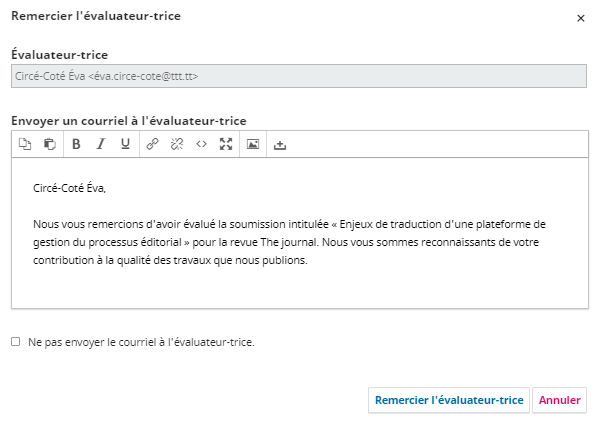 Remercier l'évaluateur-trice
×
Évaluateur-trice
Circé-Coté Éva <éva.circe-cote@ttt.tt>
Envoyer un courriel à l'évaluateur-trice
B I U
Circé-Coté Éva,
Nous vous remercions d'avoir évalué la soumission intitulée « Enjeux de traduction d'une plateforme de
gestion du processus éditorial » pour la revue The journal. Nous vous sommes reconnaissants de votre
contribution à la qualité des travaux que nous publions.
Ne pas envoyer le courriel à l'évaluateur-trice.
Remercier l'évaluateur-trice Annuler